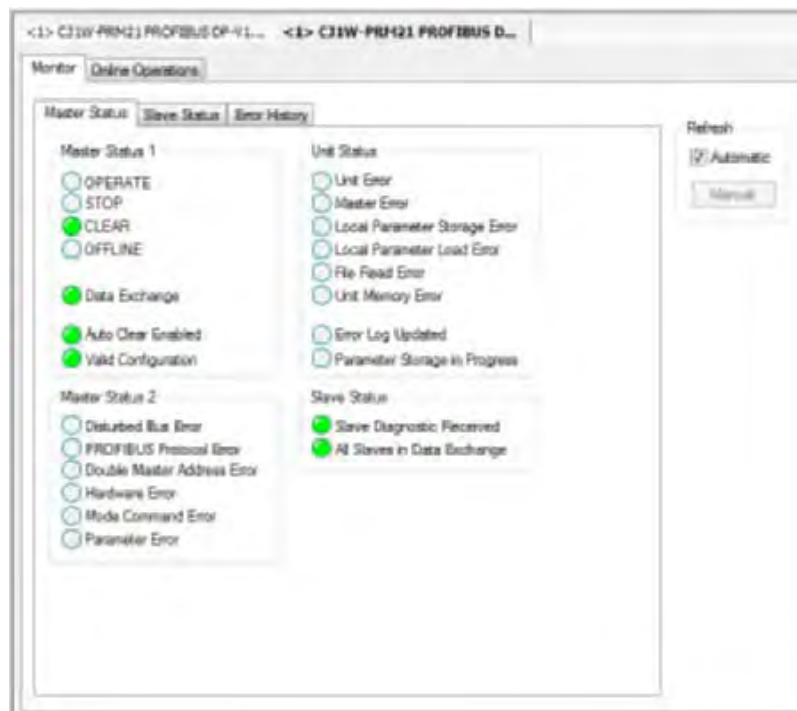 <1> CJ1W-PRM21 PROFIBUS DP-V1... <1> CJ1W-PRM21 PROFIBUS D...
Monitor Online Operations
Master Status Slave Status Error History
Refresh
Automatic
Manual
Master Status 1
OPERATE
STOP
CLEAR
OFFLINE
Data Exchange
Auto Clear Enabled
Valid Configuration
Unit Status
Unit Error
Master Error
Local Parameter Storage Error
Local Parameter Load Error
File Read Error
Unit Memory Error
Error Log Updated
Parameter Storage in Progress
Master Status 2
Disturbed Bus Error
PROFIBUS Protocol Error
Double Master Address Error
Hardware Error
Mode Command Error
Parameter Error
Slave Status
Slave Diagnostic Received
All Slaves in Data Exchange